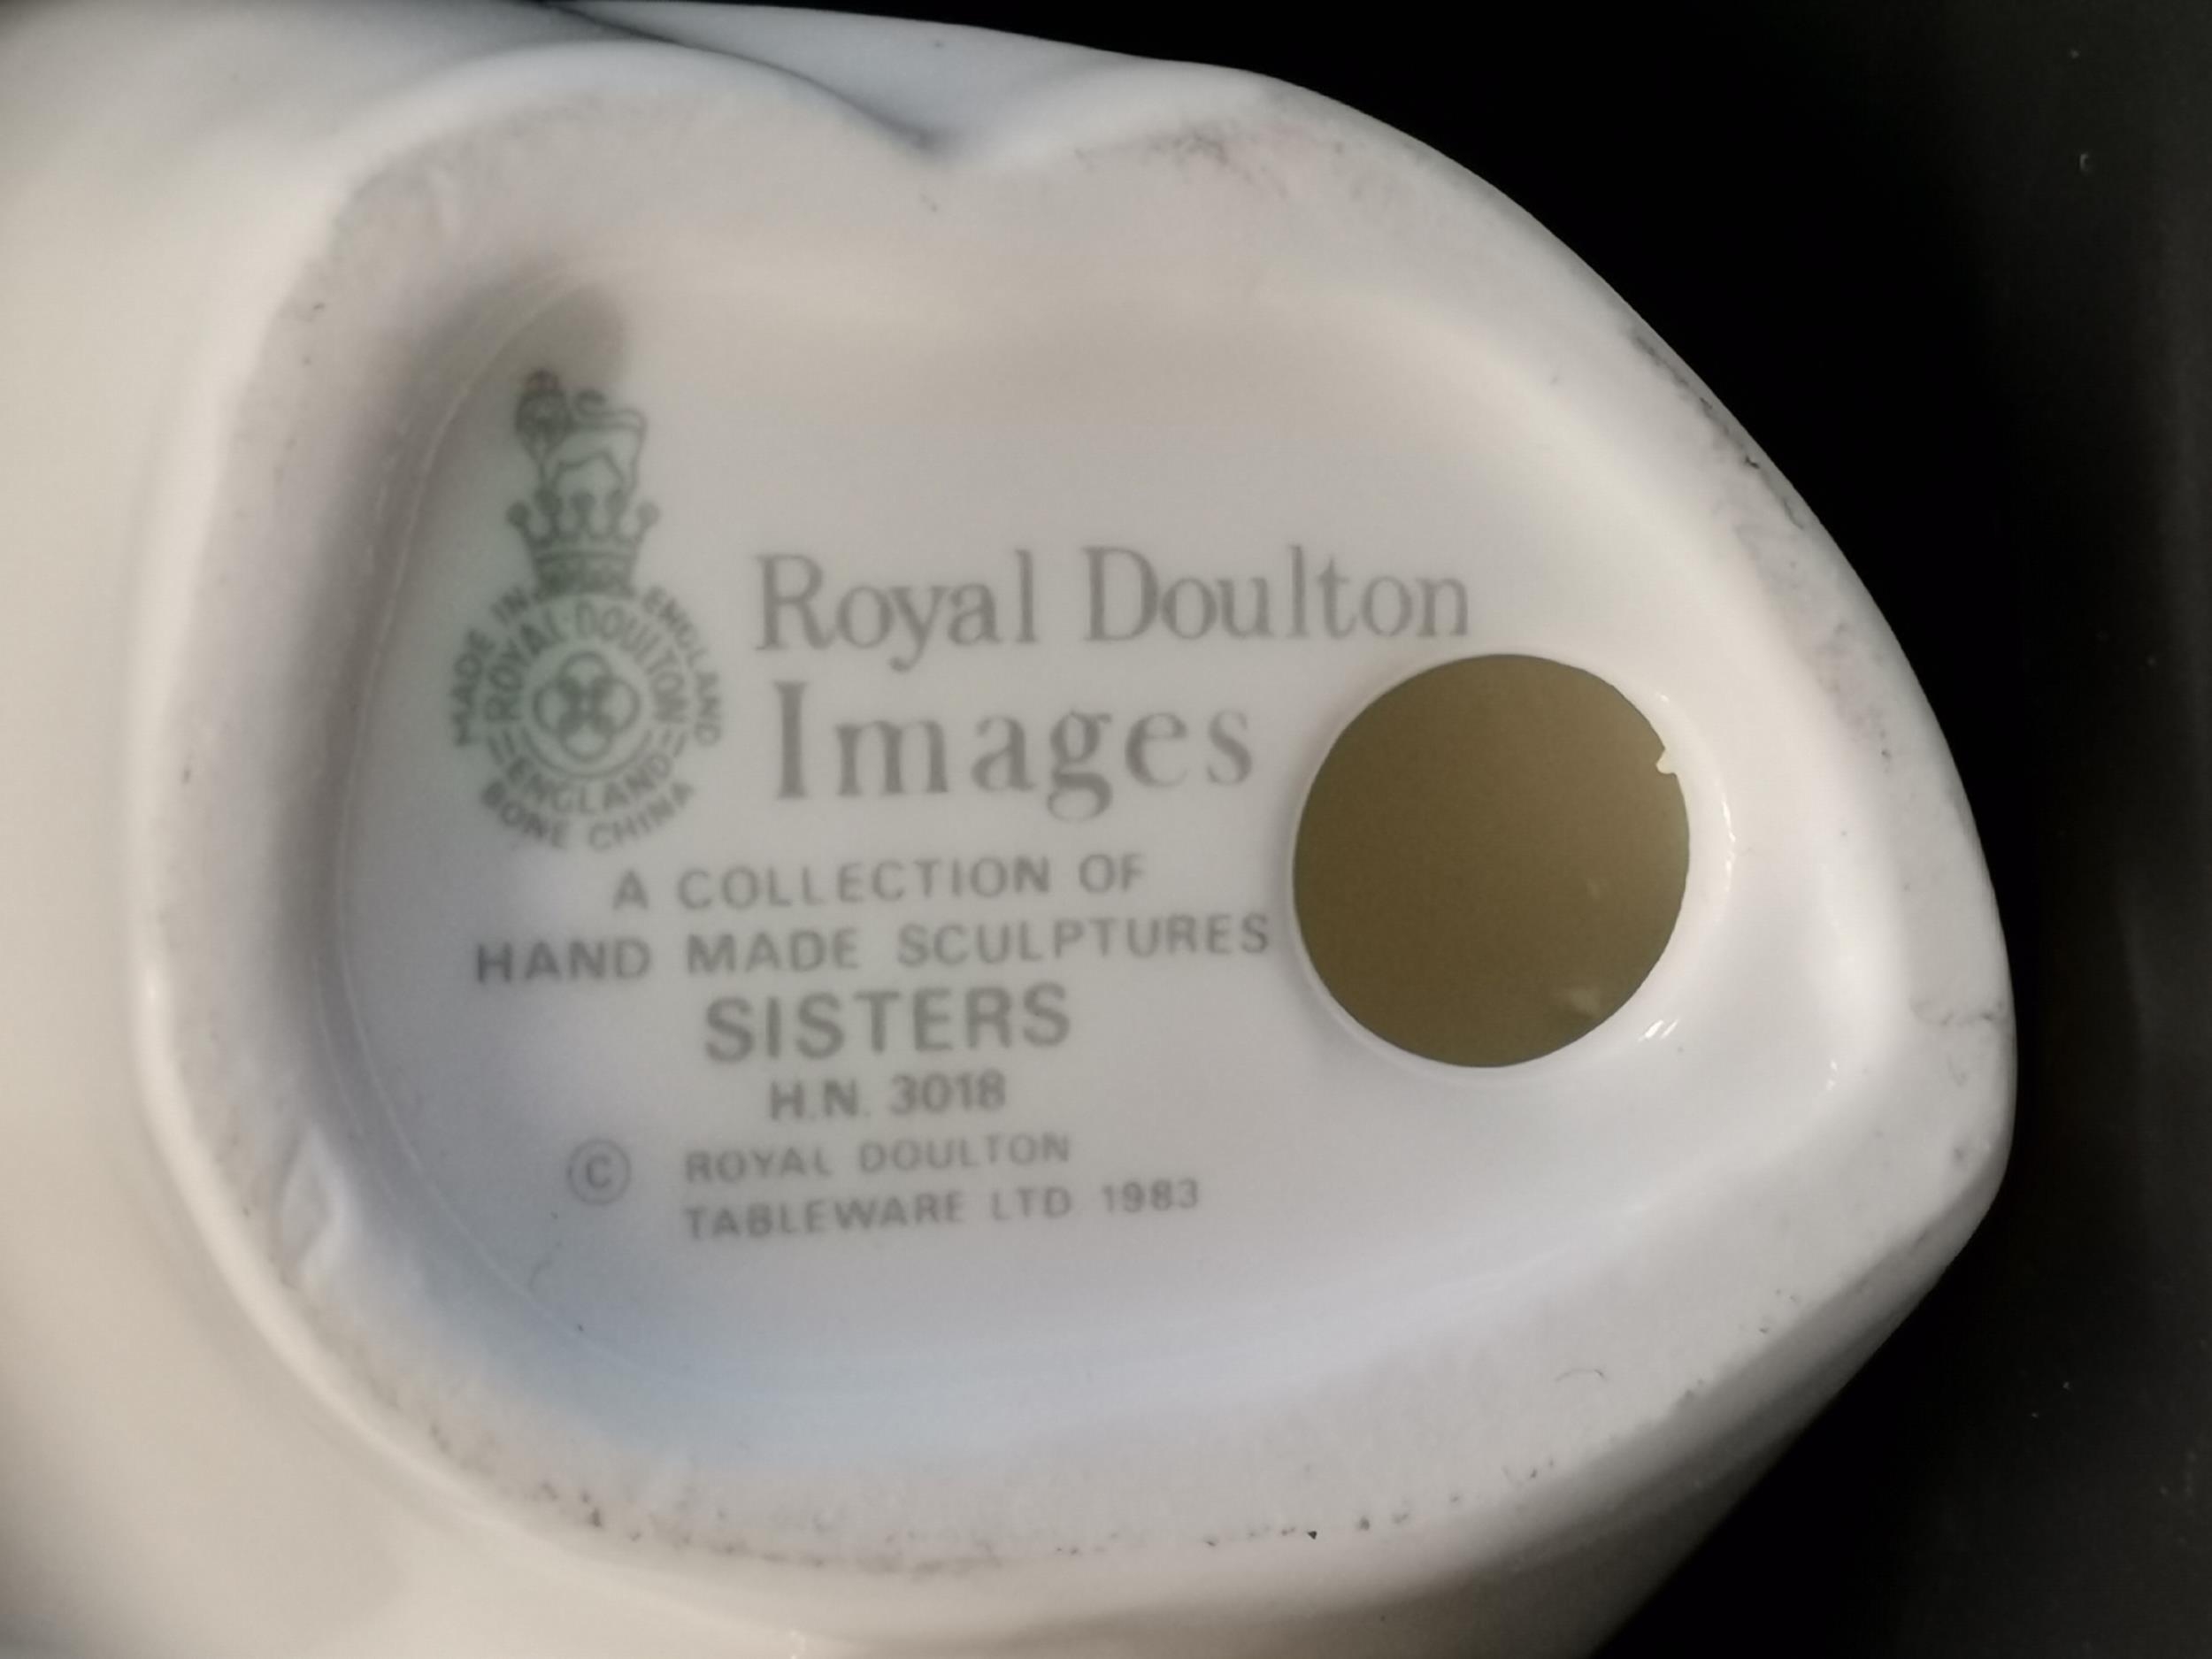 MADE IN ENGLAND
ROYAL DOULTON
ENGLAND
BONE CHINA
Royal Doulton
Images
A COLLECTION OF
HAND MADE SCULPTURES
SISTERS
H.N. 3018
© ROYAL DOULTON
TABLEWARE LTD 1983